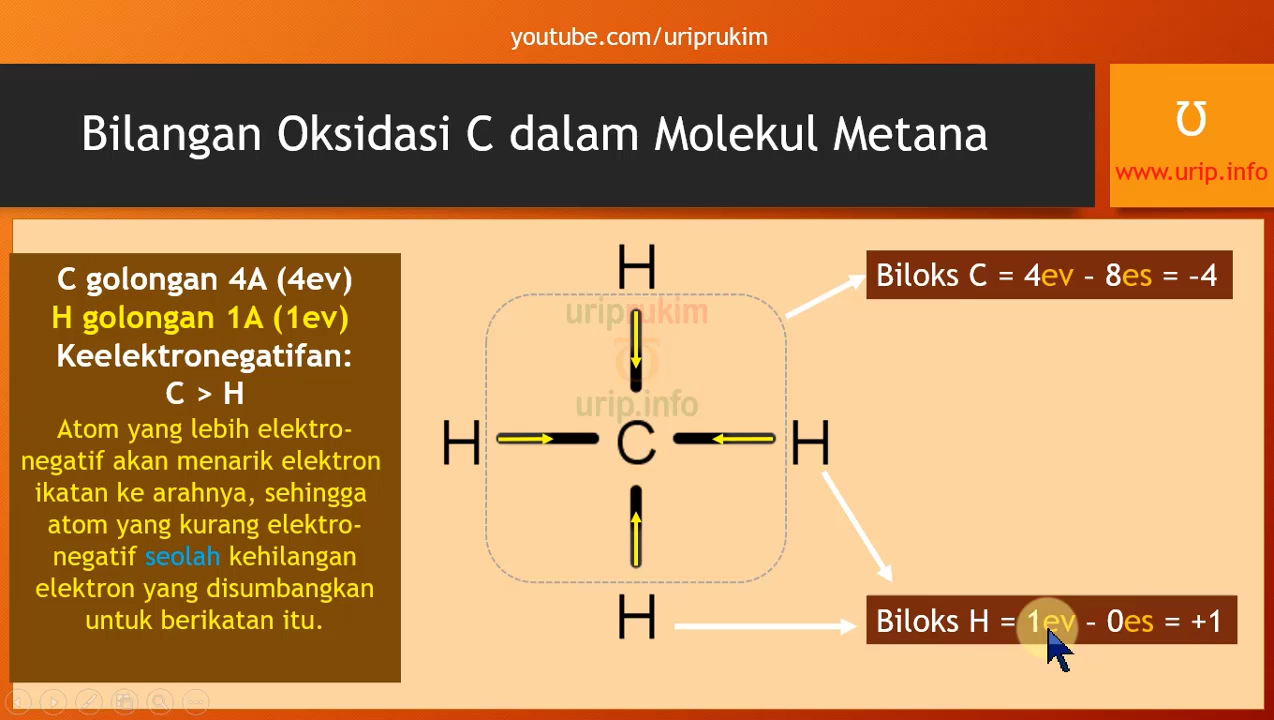 youtube.com/uriprukim
Bilangan Oksidasi C dalam Molekul Metana
Ʊ
www.urip.info
C golongan 4A (4ev)
H golongan 1A (1ev)
Keelektronegatifan:
C > H
Atom yang lebih elektro-
negatif akan menarik elektron
ikatan ke arahnya, sehingga
atom yang kurang elektro-
negatif seolah kehilangan
elektron yang disumbangkan
untuk berikatan itu.
H
uriprukim
Ʊ
urip.info
H C H
H
Biloks C = 4ev – 8es = –4
Biloks H = 1ev – 0es = +1